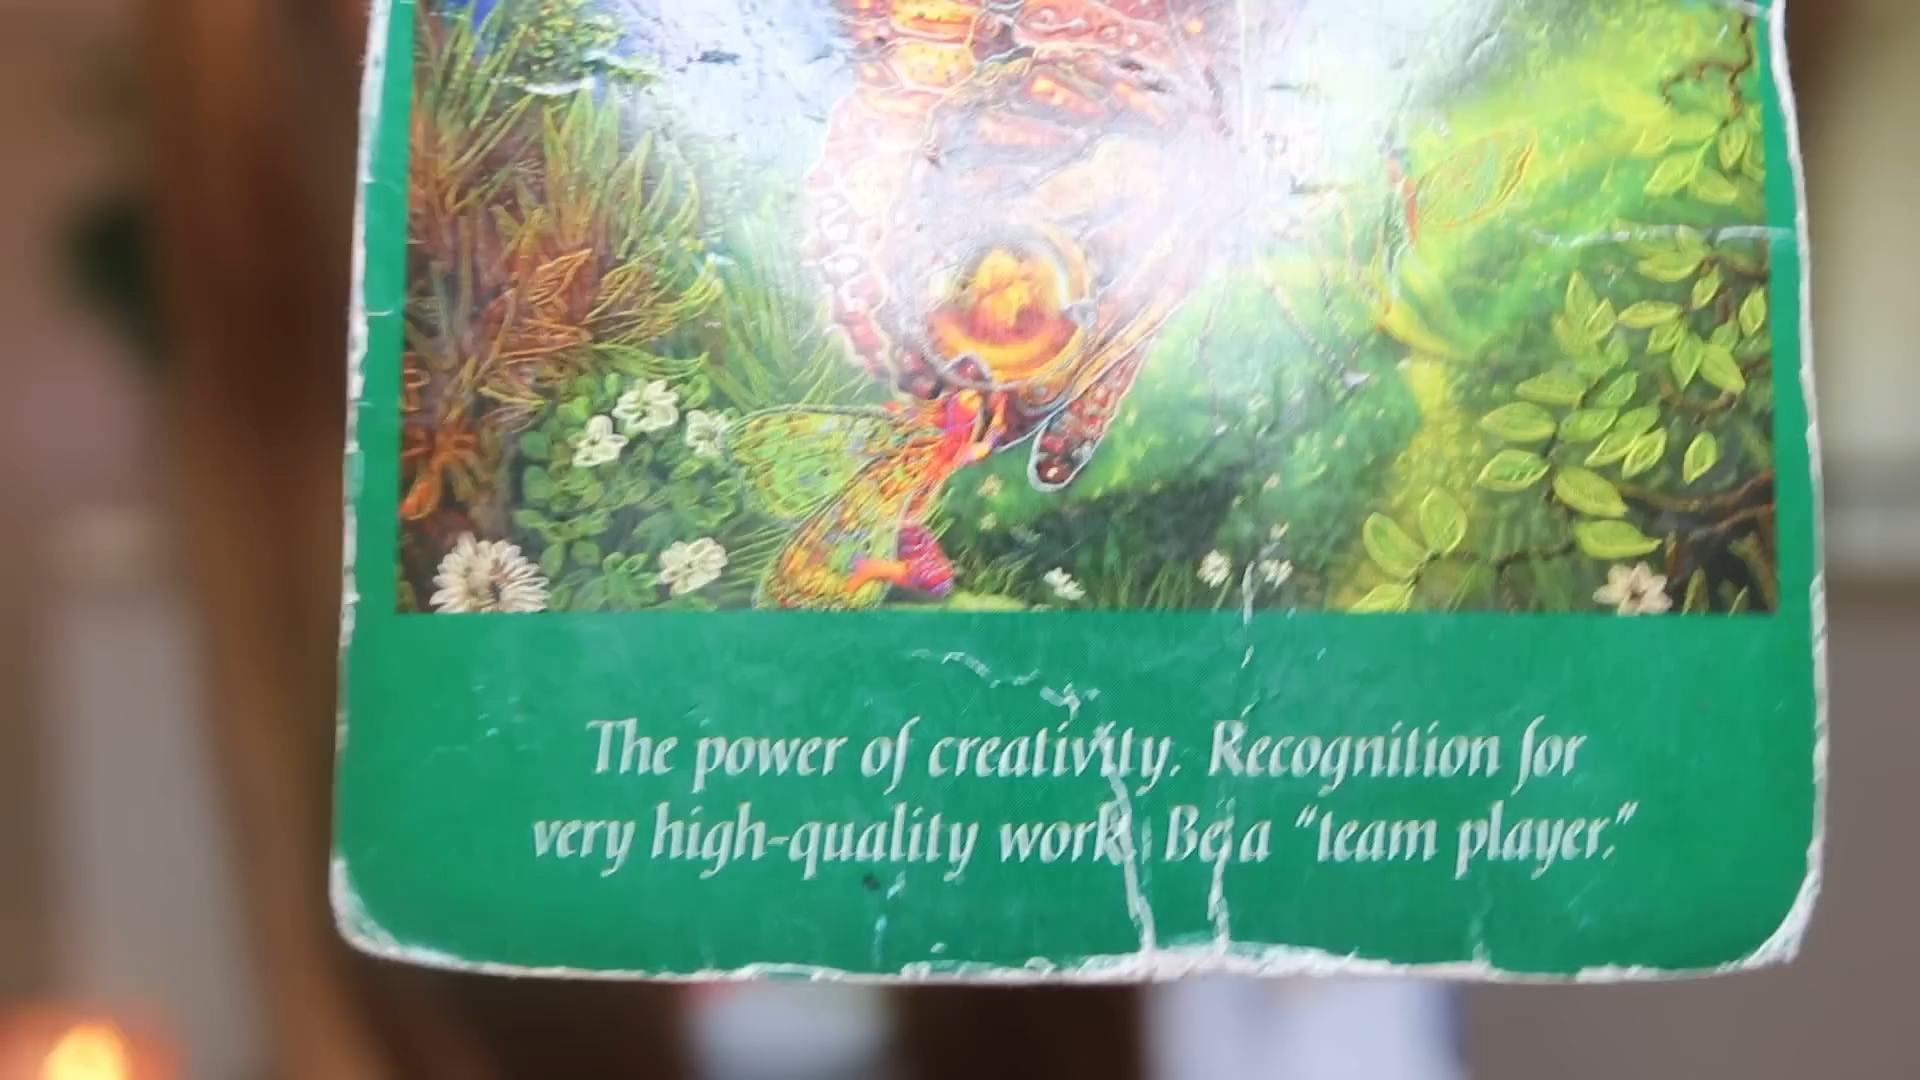 The power of creativity. Recognition for
very high-quality work. Be a “team player.”